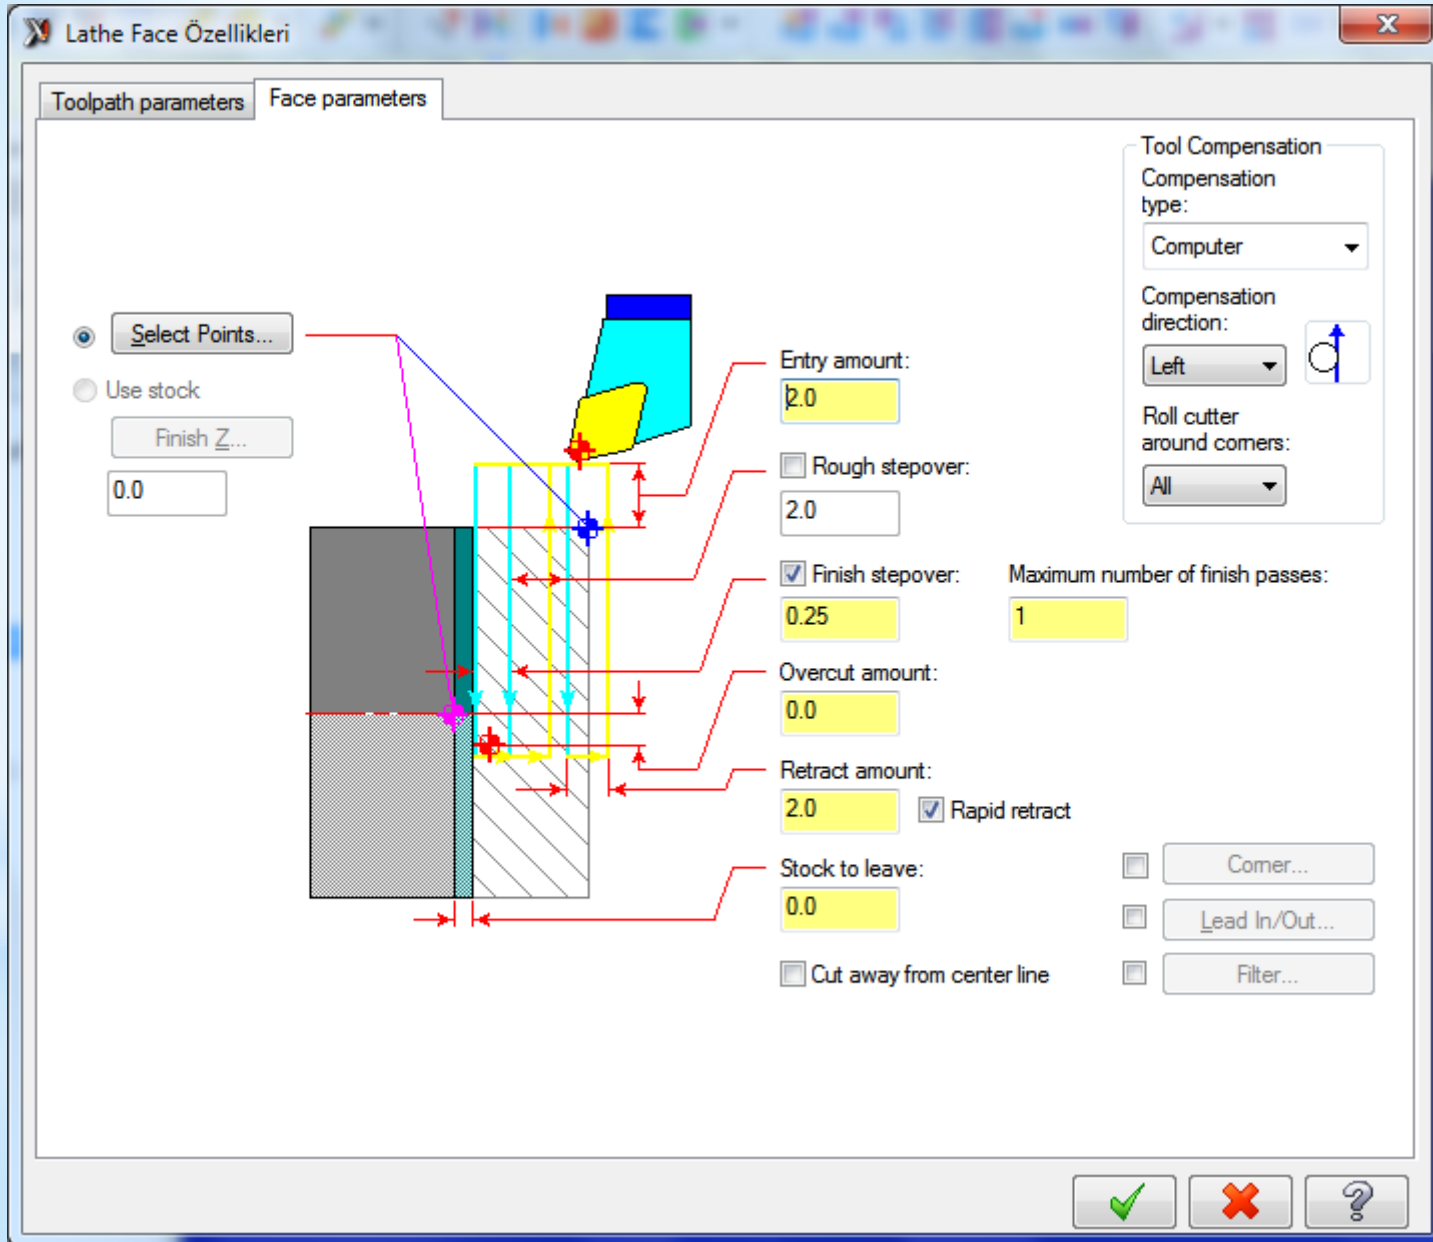 Lathe Face Özellikleri
Toolpath parameters
Face parameters
Tool Compensation
Compensation
type:
Computer
Compensation
direction:
Left
Roll cutter
around corners:
All
Select Points...
Use stock
Finish Z...
0.0
Entry amount:
2.0
Rough stepover:
2.0
Finish stepover:
Maximum number of finish passes:
0.25
1
Overcut amount:
0.0
Retract amount:
2.0
Rapid retract
Stock to leave:
0.0
Cut away from center line
Corner...
Lead In/Out...
Filter...